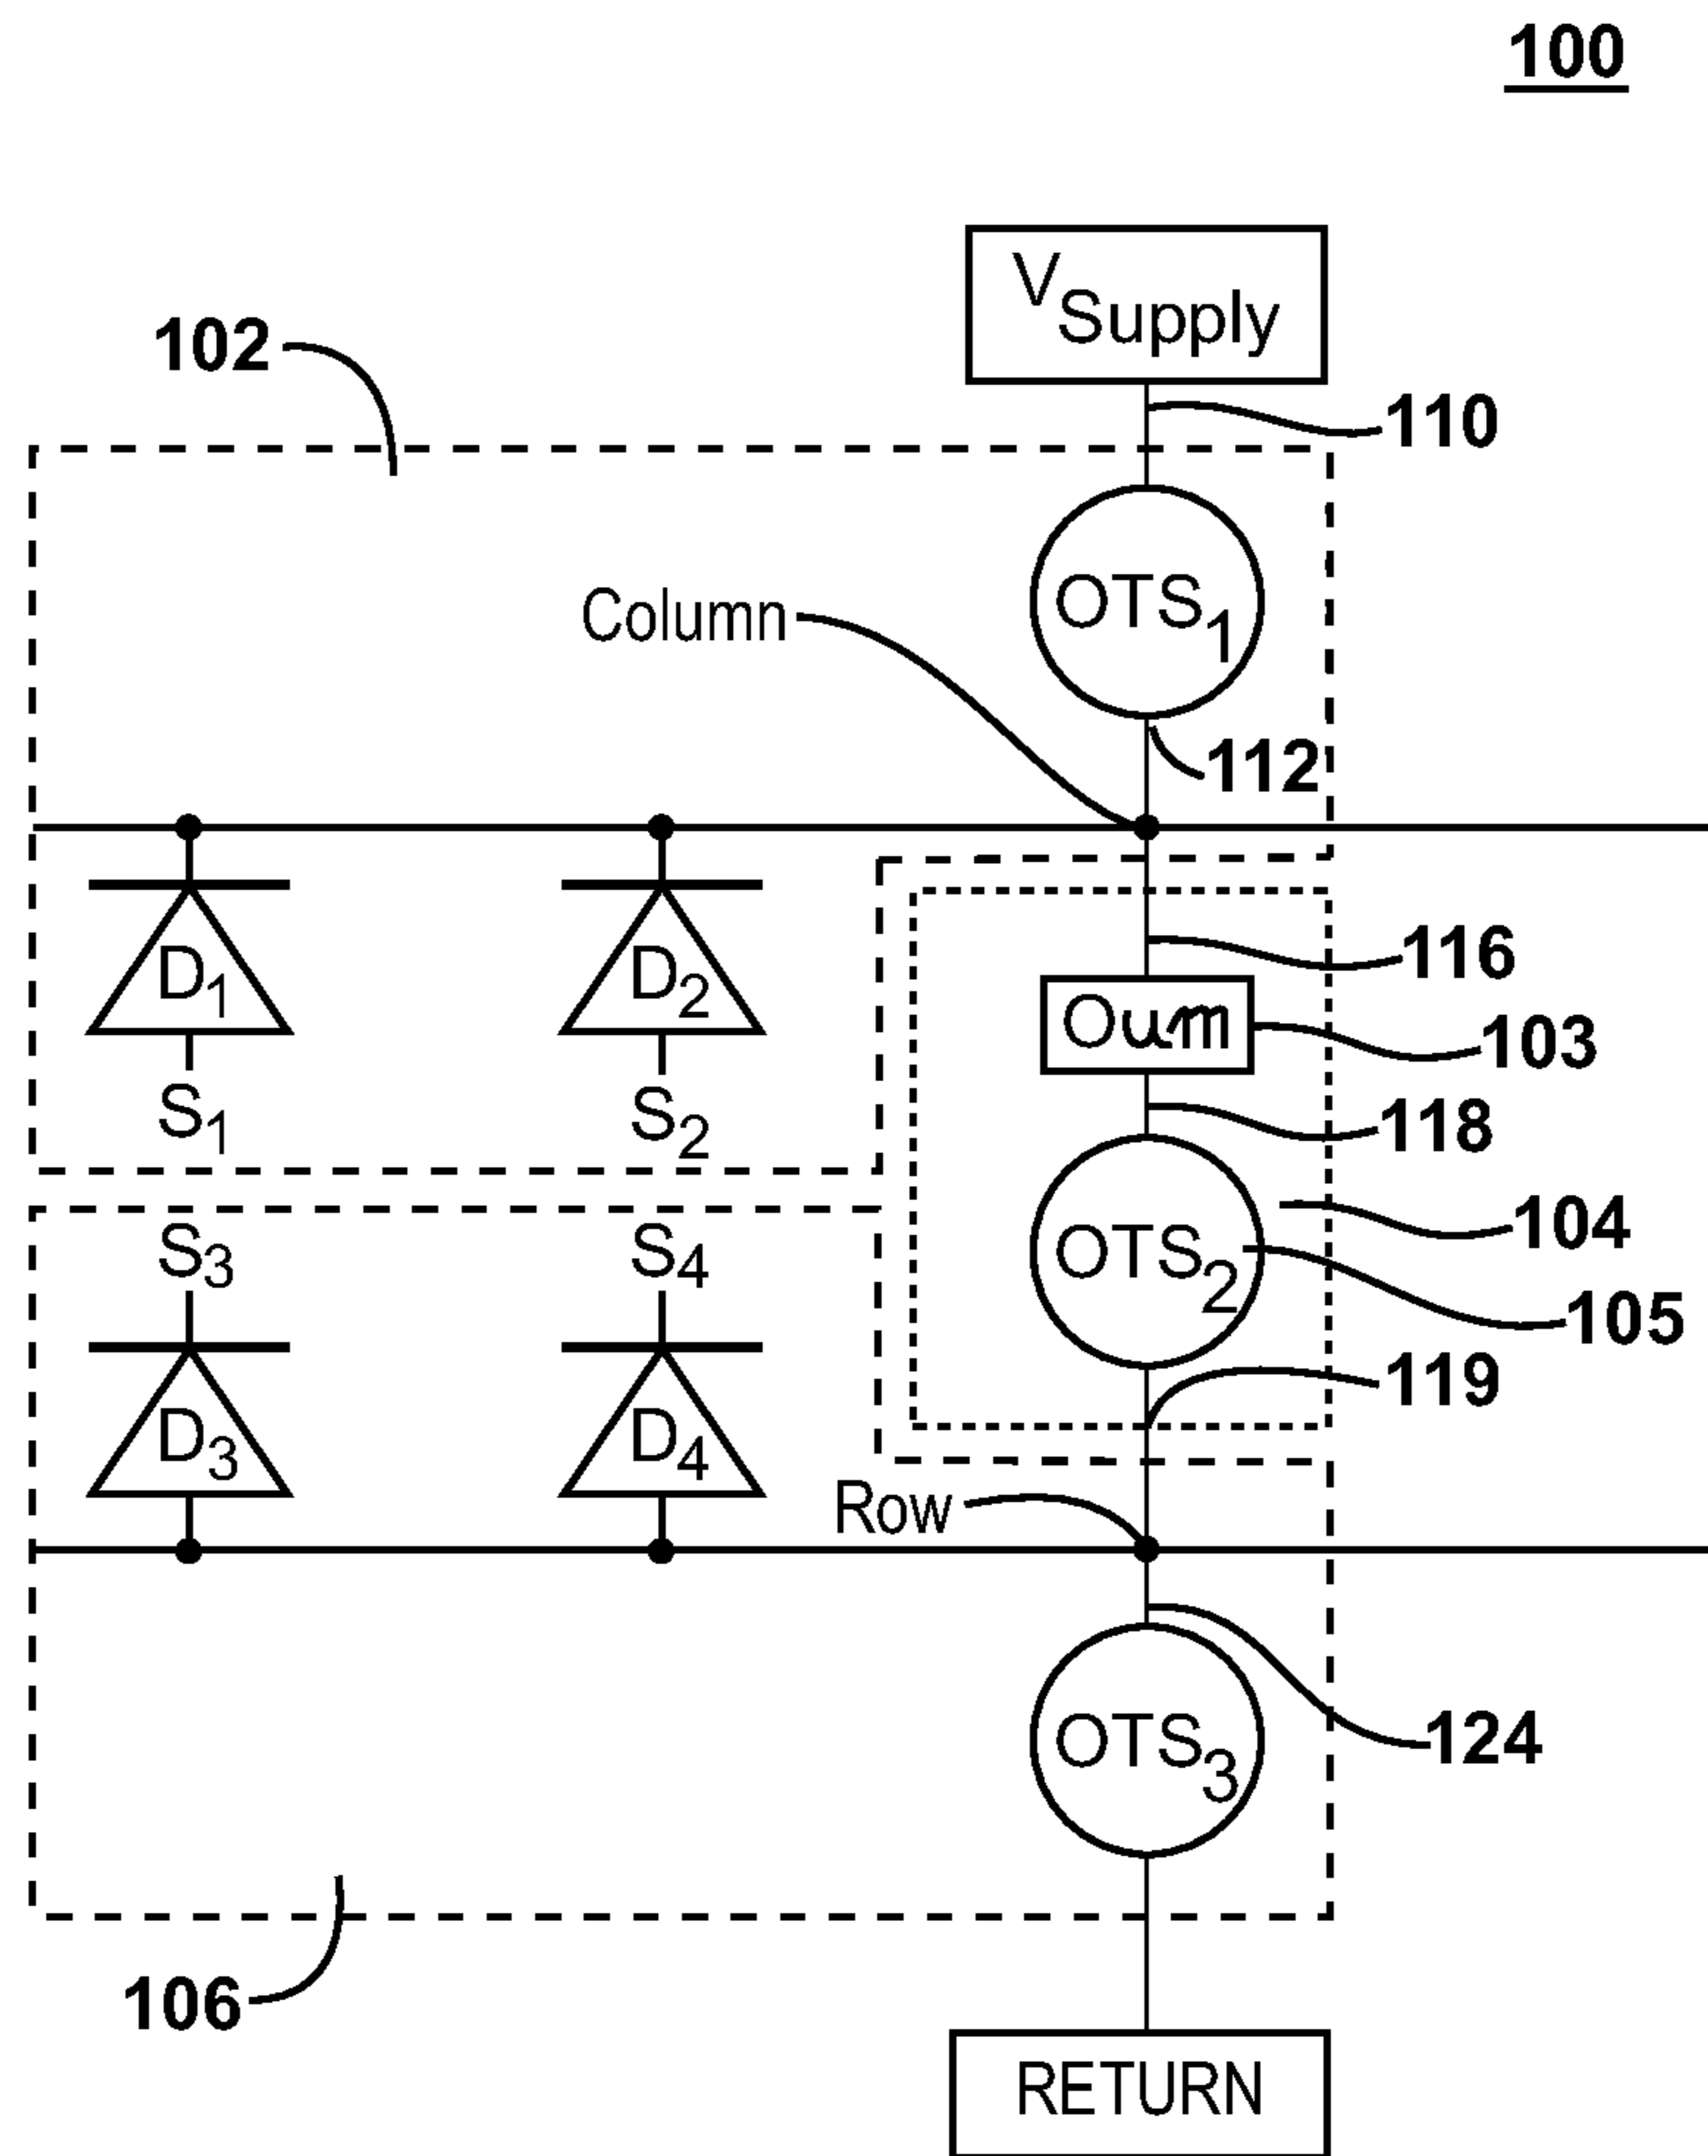 100
V Supply
102
110
OTS1
Column
112
D1
D2
116
Oum
103
S1
S2
118
S3
S4
104
OTS2
105
119
D3
D4
Row
OTS3
124
106
RETURN